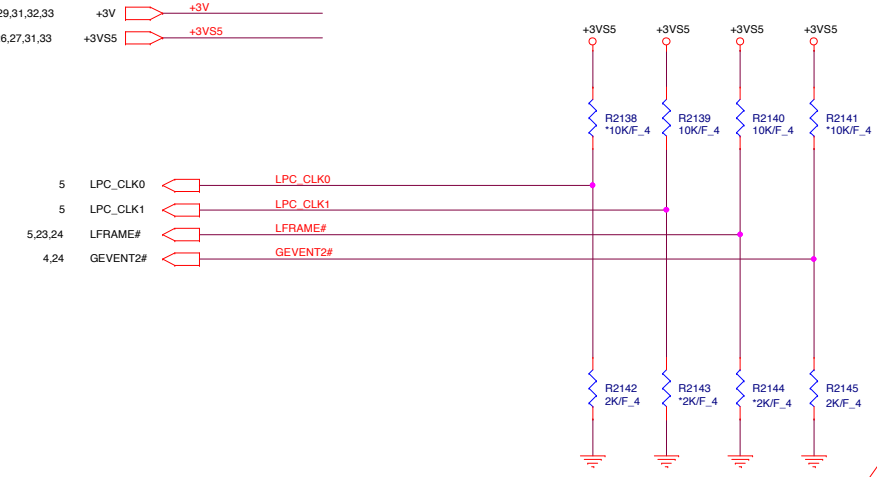 29,31,32,33 +3V +3V
6,27,31,33 +3VS5 +3VS5
+3VS5 +3VS5 +3VS5 +3VS5
R2138 R2139 R2140 R2141
*10K/F_4 10K/F_4 10K/F_4 *10K/F_4
5 LPC_CLK0 LPC_CLK0
5 LPC_CLK1 LPC_CLK1
5,23,24 LFRAME# LFRAME#
4,24 GEVENT2# GEVENT2#
R2142 R2143 R2144 R2145
2K/F_4 *2K/F_4 *2K/F_4 2K/F_4